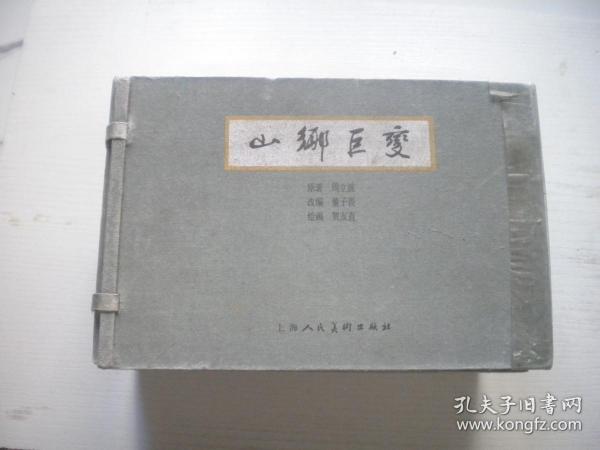 山鄉巨變
原著 周立波
改编 董子畏
绘画 贺友直
上海人民美術出版社
孔夫子旧书网
www.kongfz.com